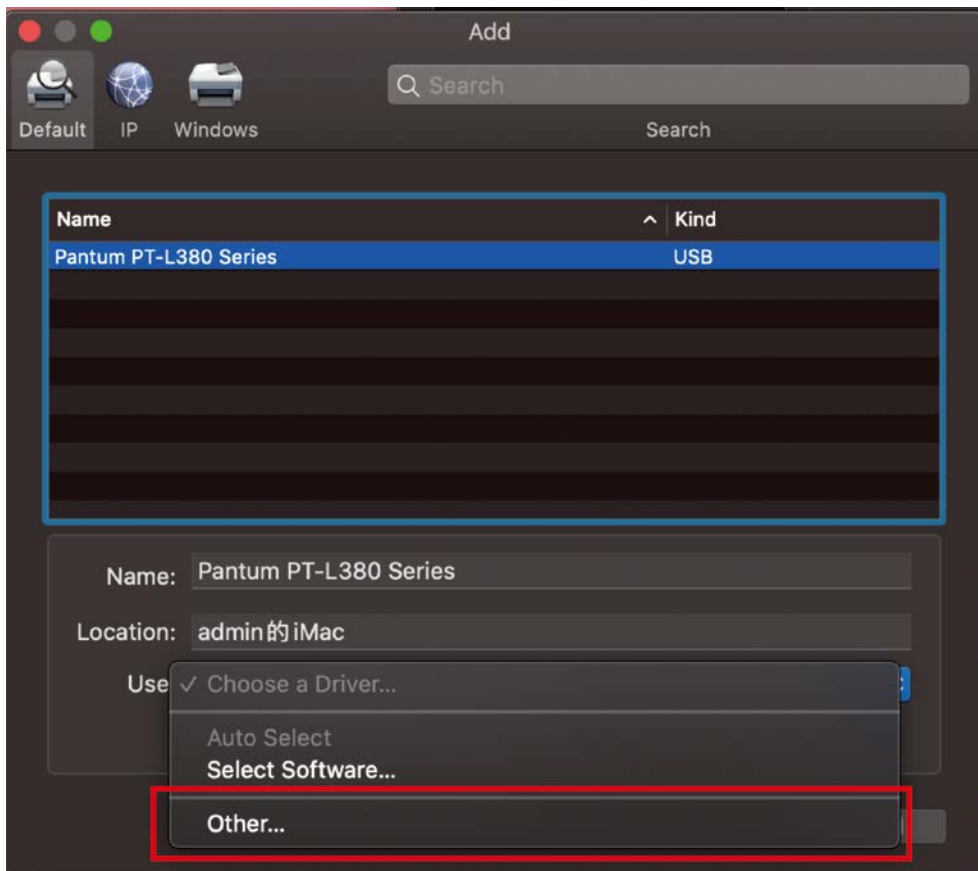 Add
Search
Default IP Windows Search
Name Kind
Pantum PT-L380 Series USB
Name: Pantum PT-L380 Series
Location: admin的iMac
Use ✓ Choose a Driver...
Auto Select
Select Software...
Other...